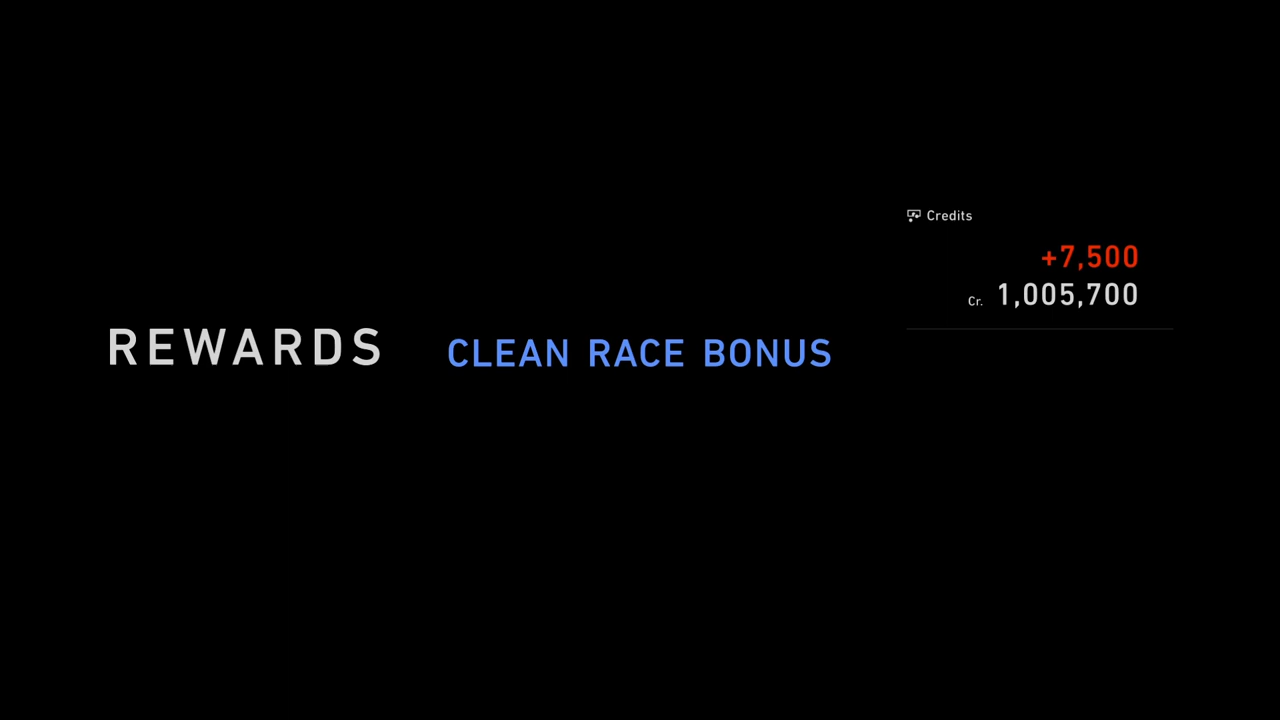 REWARDS
CLEAN RACE BONUS
Credits
+7,500
Cr. 1,005,700